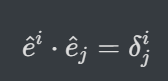 ê^i · ê_j = δ^i_j